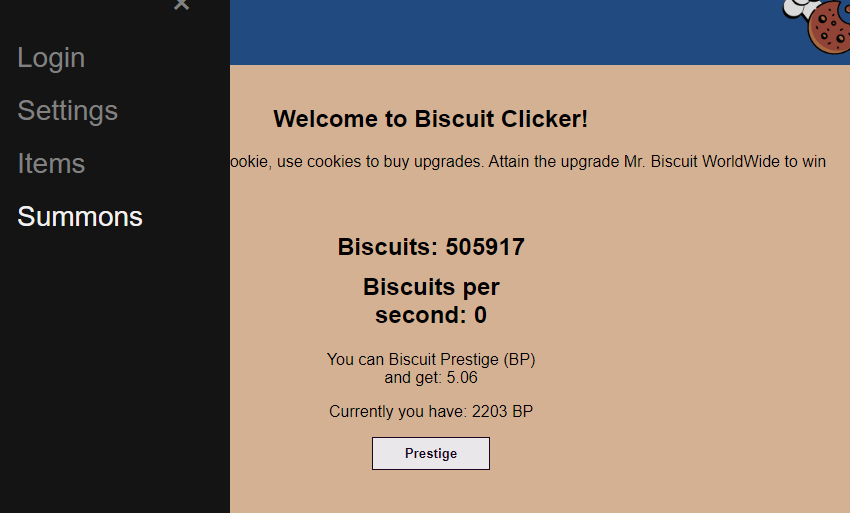 ×
Login
Settings
Items
Summons
Welcome to Biscuit Clicker!
ookie, use cookies to buy upgrades. Attain the upgrade Mr. Biscuit WorldWide to win
Biscuits: 505917
Biscuits per
second: 0
You can Biscuit Prestige (BP)
and get: 5.06
Currently you have: 2203 BP
Prestige